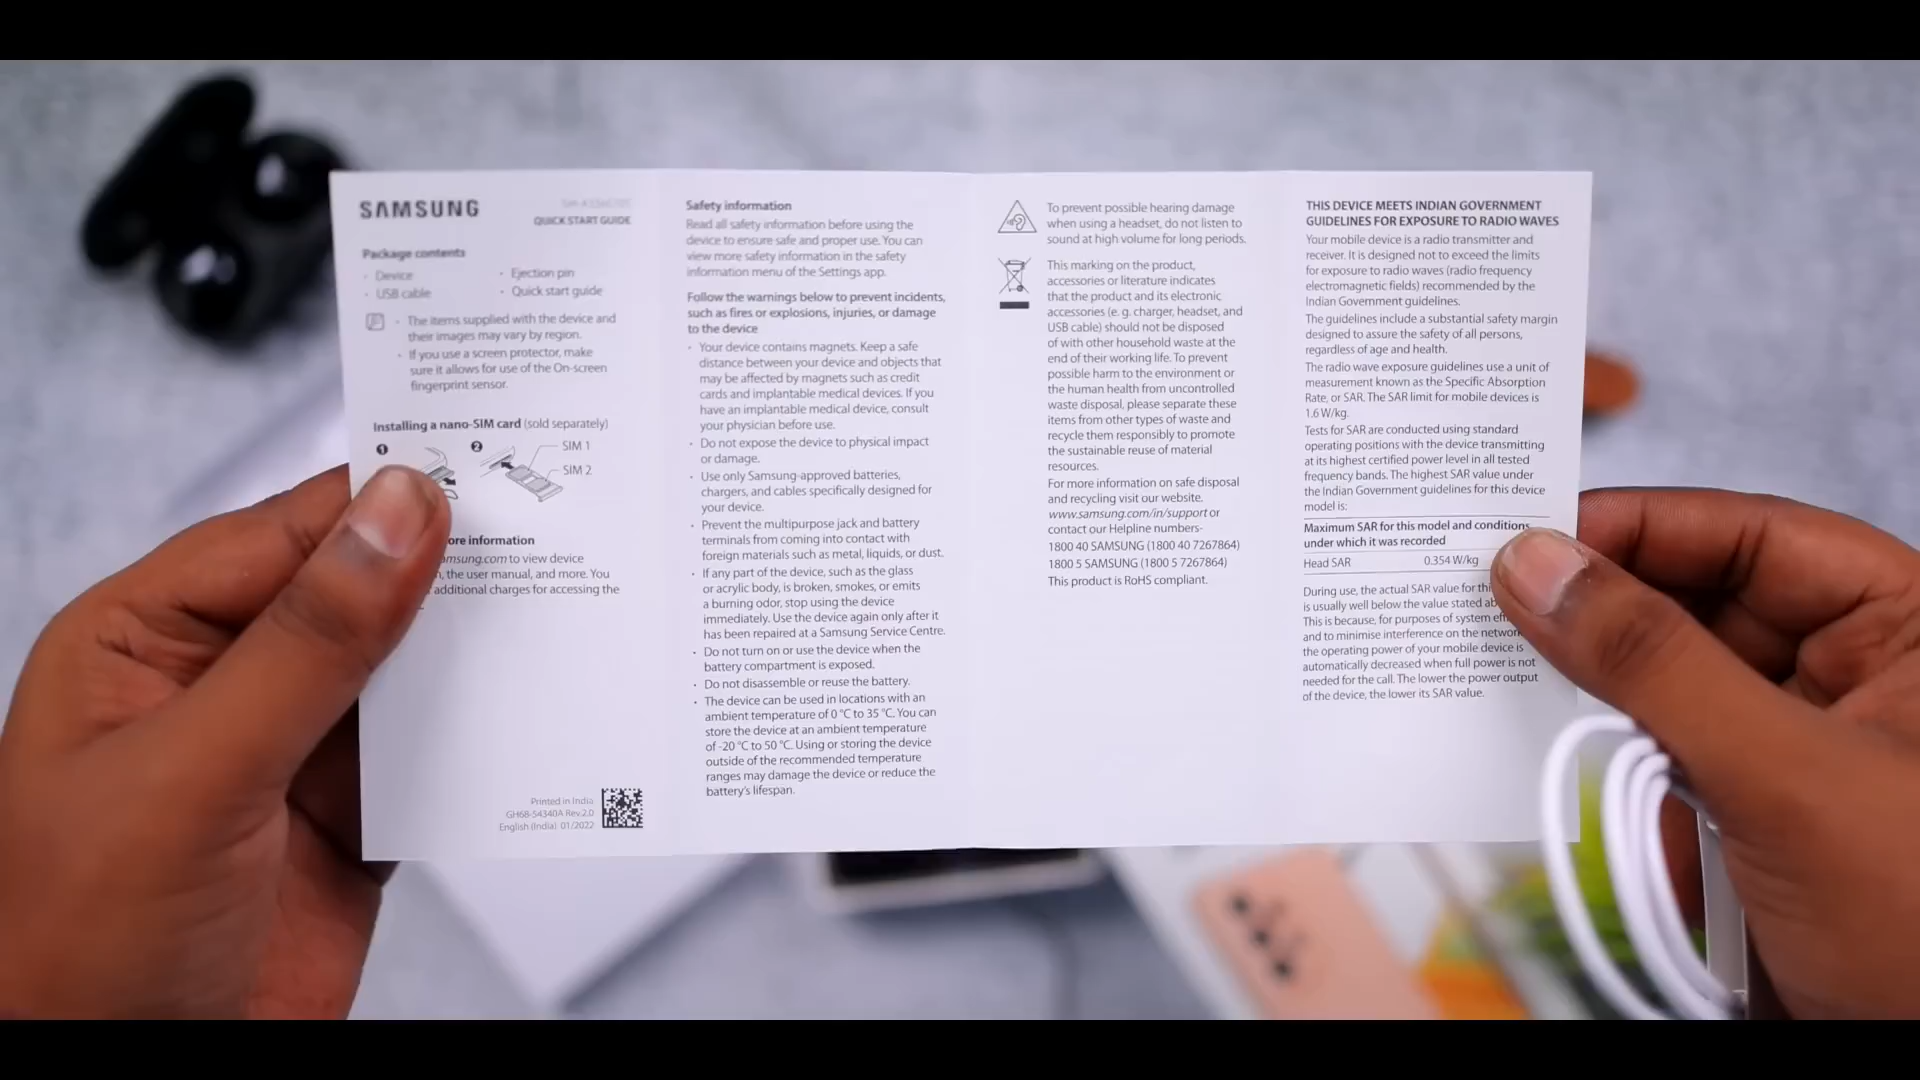 SAMSUNG
QUICK START GUIDE
Package contents
· Device
· USB cable
· Ejection pin
· Quick start guide
- The items supplied with the device and
their images may vary by region.
· If you use a screen protector, make
sure it allows for use of the On-screen
fingerprint sensor.
Installing a nano-SIM card (sold separately)
1
2
SIM 1
SIM 2
ore information
amsung.com to view device
, the user manual, and more. You
additional charges for accessing the
Printed in India
GH68-54340A Rev.2.0
English (India) 01/2022
Safety information
Read all safety information before using the
device to ensure safe and proper use. You can
view more safety information in the safety
information menu of the Settings app.
Follow the warnings below to prevent incidents,
such as fires or explosions, injuries, or damage
to the device
· Your device contains magnets. Keep a safe
distance between your device and objects that
may be affected by magnets such as credit
cards and implantable medical devices. If you
have an implantable medical device, consult
your physician before use.
· Do not expose the device to physical impact
or damage.
· Use only Samsung-approved batteries,
chargers, and cables specifically designed for
your device.
· Prevent the multipurpose jack and battery
terminals from coming into contact with
foreign materials such as metal, liquids, or dust.
· If any part of the device, such as the glass
or acrylic body, is broken, smokes, or emits
a burning odor, stop using the device
immediately. Use the device again only after it
has been repaired at a Samsung Service Centre.
· Do not turn on or use the device when the
battery compartment is exposed.
· Do not disassemble or reuse the battery.
· The device can be used in locations with an
ambient temperature of 0 °C to 35 °C. You can
store the device at an ambient temperature
of -20 °C to 50 °C. Using or storing the device
outside of the recommended temperature
ranges may damage the device or reduce the
battery's lifespan.
To prevent possible hearing damage
when using a headset, do not listen to
sound at high volume for long periods.
This marking on the product,
accessories or literature indicates
that the product and its electronic
accessories (e. g. charger, headset, and
USB cable) should not be disposed
of with other household waste at the
end of their working life. To prevent
possible harm to the environment or
the human health from uncontrolled
waste disposal, please separate these
items from other types of waste and
recycle them responsibly to promote
the sustainable reuse of material
resources.
For more information on safe disposal
and recycling visit our website.
www.samsung.com/in/support or
contact our Helpline numbers-
1800 40 SAMSUNG (1800 40 7267864)
1800 5 SAMSUNG (1800 5 7267864)
This product is RoHS compliant.
THIS DEVICE MEETS INDIAN GOVERNMENT
GUIDELINES FOR EXPOSURE TO RADIO WAVES
Your mobile device is a radio transmitter and
receiver. It is designed not to exceed the limits
for exposure to radio waves (radio frequency
electromagnetic fields) recommended by the
Indian Government guidelines.
The guidelines include a substantial safety margin
designed to assure the safety of all persons,
regardless of age and health.
The radio wave exposure guidelines use a unit of
measurement known as the Specific Absorption
Rate, or SAR. The SAR limit for mobile devices is
1.6 W/kg.
Tests for SAR are conducted using standard
operating positions with the device transmitting
at its highest certified power level in all tested
frequency bands. The highest SAR value under
the Indian Government guidelines for this device
model is:
Maximum SAR for this model and conditions
under which it was recorded
Head SAR 0.354 W/kg
During use, the actual SAR value for thi
is usually well below the value stated ab
This is because, for purposes of system
and to minimise interference on the network
the operating power of your mobile device is
automatically decreased when full power is not
needed for the call. The lower the power output
of the device, the lower its SAR value.